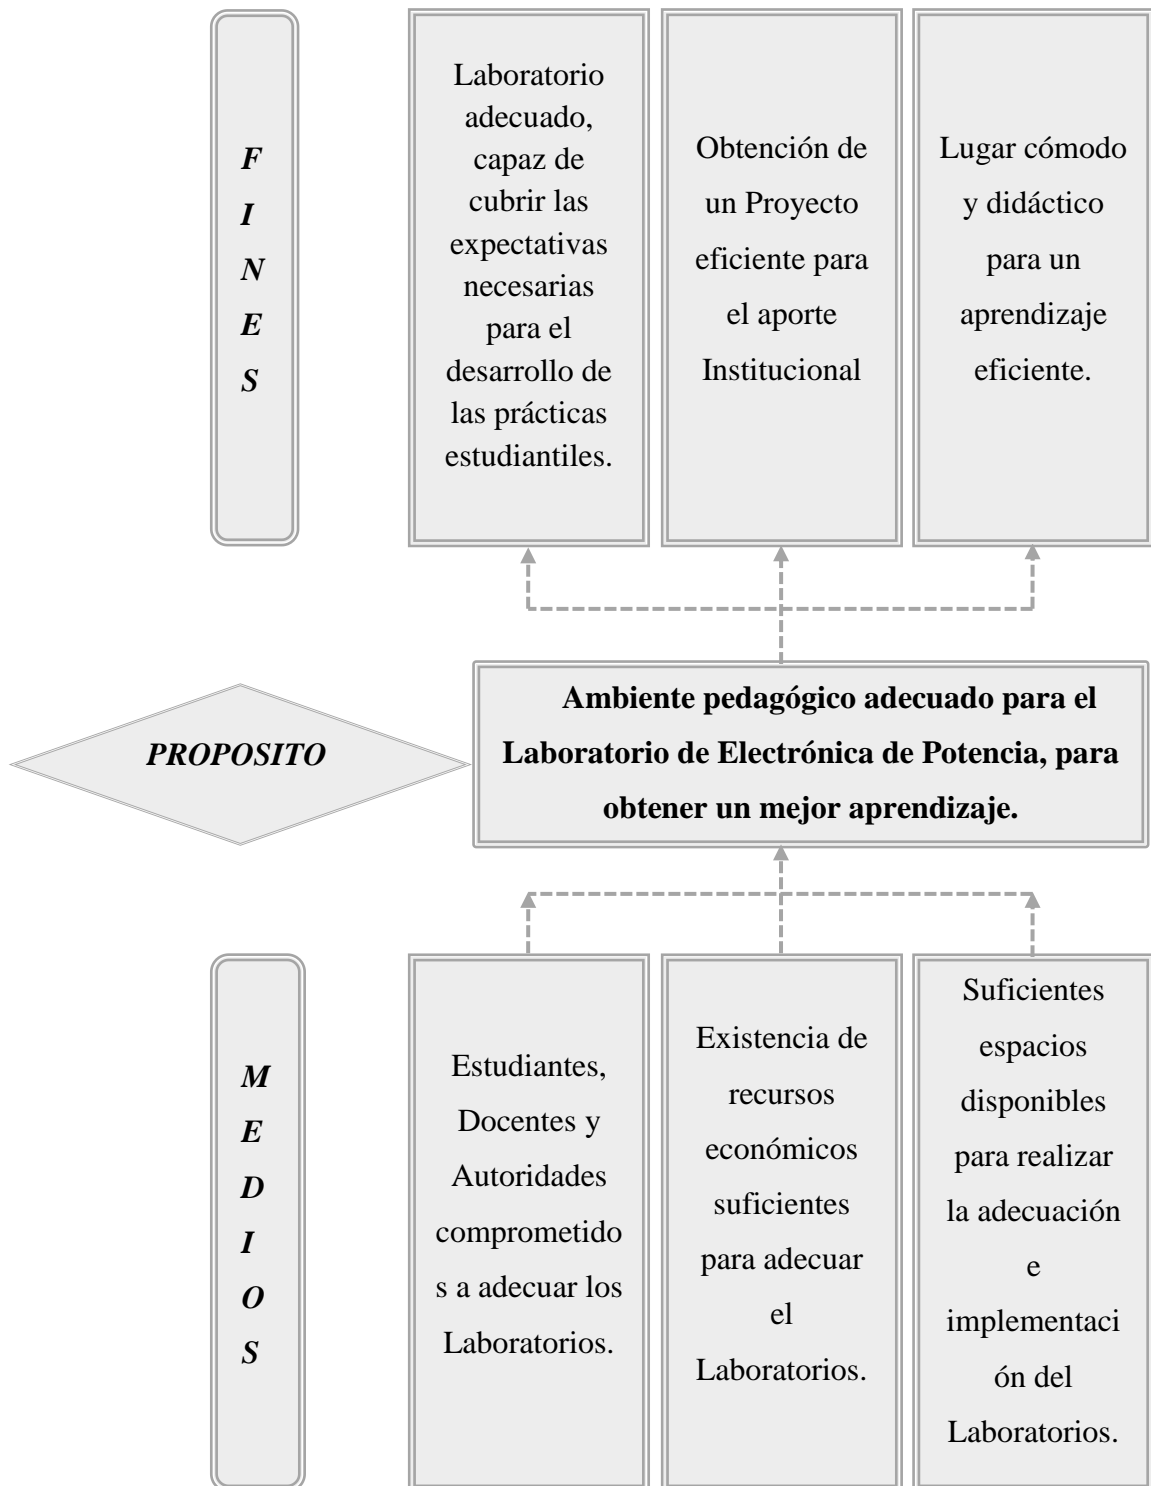 F
I
N
E
S
Laboratorio
adecuado,
capaz de
cubrir las
expectativas
necesarias
para el
desarrollo de
las prácticas
estudiantiles.
Obtención de
un Proyecto
eficiente para
el aporte
Institucional
Lugar cómodo
y didáctico
para un
aprendizaje
eficiente.
PROPOSITO
Ambiente pedagógico adecuado para el
Laboratorio de Electrónica de Potencia, para
obtener un mejor aprendizaje.
M
E
D
I
O
S
Estudiantes,
Docentes y
Autoridades
comprometido
s a adecuar los
Laboratorios.
Existencia de
recursos
económicos
suficientes
para adecuar
el
Laboratorios.
Suficientes
espacios
disponibles
para realizar
la adecuación
e
implementaci
ón del
Laboratorios.